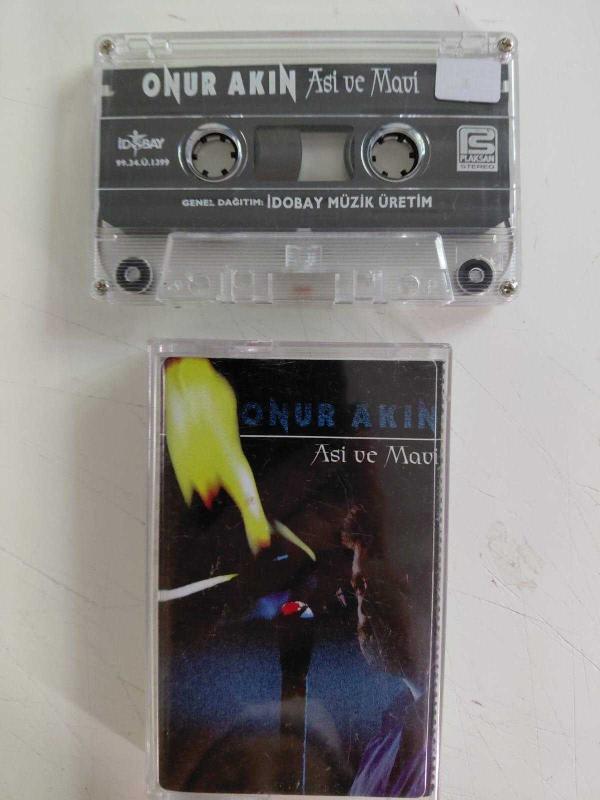 ONUR AKIN Asi ve Mavi
İDOBAY
99.34.Ü.1399
PLAKSAN
STEREO
GENEL DAĞITIM: İDOBAY MÜZİK ÜRETİM
ONUR AKIN
Asi ve Mavi